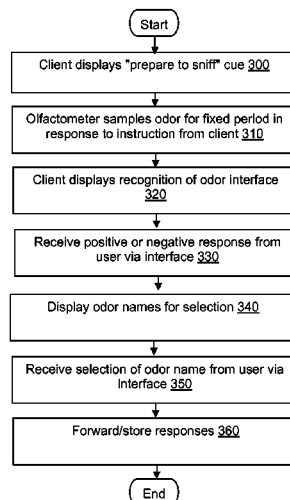 Start
Client displays "prepare to sniff" cue 300
Olfactometer samples odor for fixed period in
response to instruction from client 310
Client displays recognition of odor interface
320
Receive positive or negative response from
user via interface 330
Display odor names for selection 340
Receive selection of odor name from user via
Interface 350
Forward/store responses 360
End